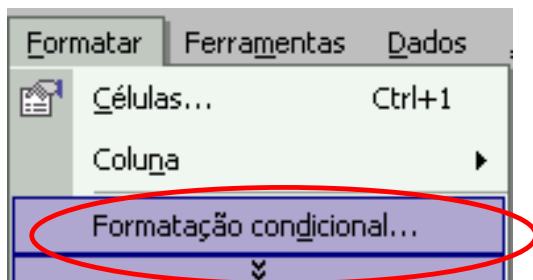 Formatar Ferramentas Dados
Células... Ctrl+1
Coluna
Formatação condicional...